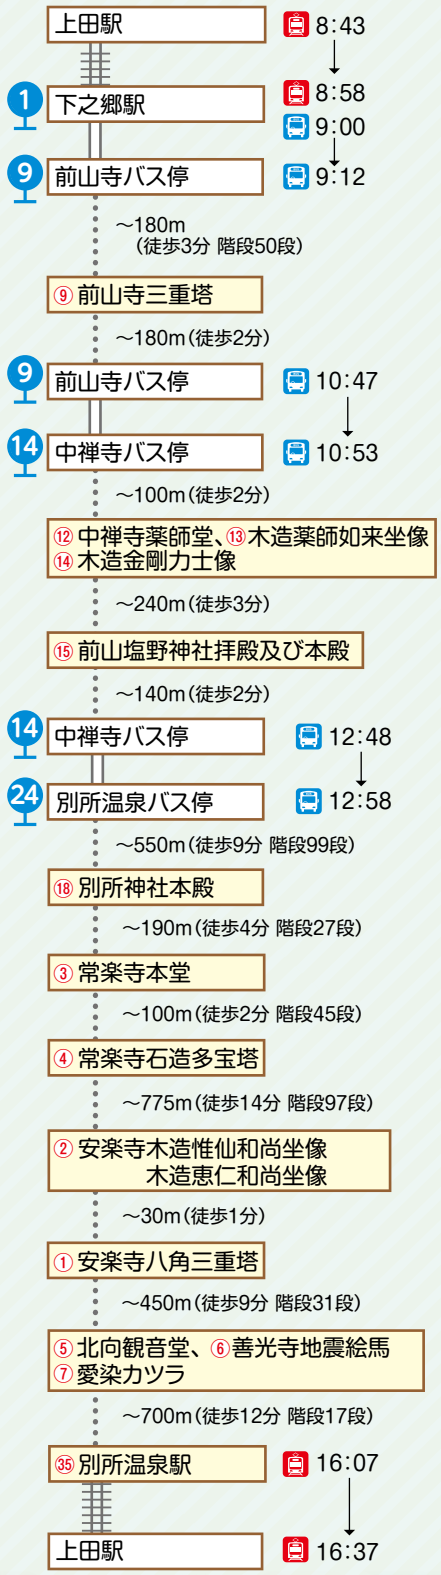 上田駅 8:43
1 下之郷駅 8:58
9:00
9 前山寺バス停 9:12
～180m
(徒歩3分 階段50段)
⑨前山寺三重塔
～180m(徒歩2分)
9 前山寺バス停 10:47
14 中禅寺バス停 10:53
～100m(徒歩2分)
⑫中禅寺薬師堂、⑬木造薬師如来坐像
⑭木造金剛力士像
～240m(徒歩3分)
⑮前山塩野神社拝殿及び本殿
～140m(徒歩2分)
14 中禅寺バス停 12:48
24 別所温泉バス停 12:58
～550m(徒歩9分 階段99段)
⑱別所神社本殿
～190m(徒歩4分 階段27段)
③常楽寺本堂
～100m(徒歩2分 階段45段)
④常楽寺石造多宝塔
～775m(徒歩14分 階段97段)
②安楽寺木造惟仙和尚坐像
木造恵仁和尚坐像
～30m(徒歩1分)
①安楽寺八角三重塔
～450m(徒歩9分 階段31段)
⑤北向観音堂、⑥善光寺地震絵馬
⑦愛染カツラ
～700m(徒歩12分 階段17段)
㉟別所温泉駅 16:07
上田駅 16:37